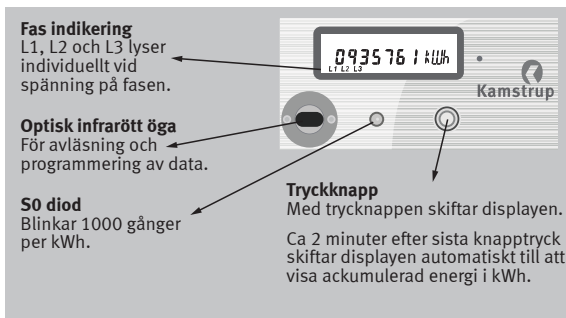 Fas indikering
L1, L2 och L3 lyser
individuellt vid
spänning på fasen.
0935761 kWh
L1 L2 L3
Kamstrup
Optisk infrarött öga
För avläsning och
programmering av data.
S0 diod
Blinkar 1000 gånger
per kWh.
Tryckknapp
Med trycknappen skiftar displayen.
Ca 2 minuter efter sista knapptryck
skiftar displayen automatiskt till att
visa ackumulerad energi i kWh.